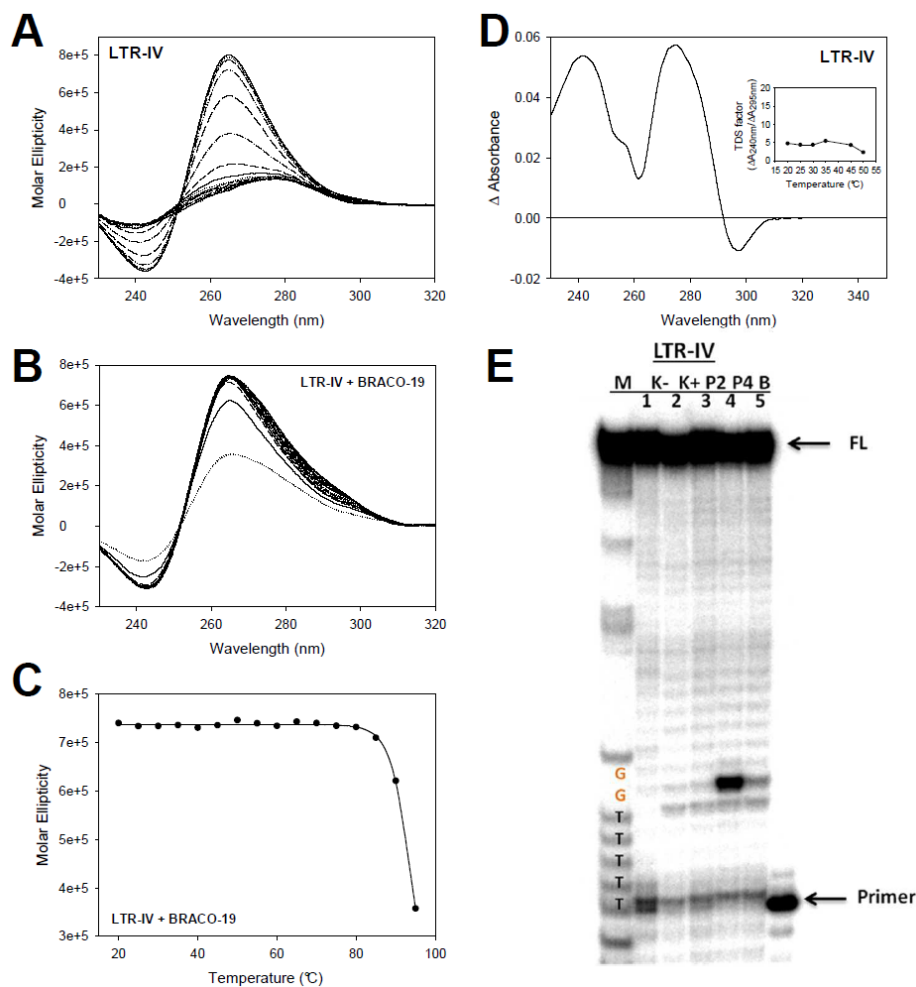 A
LTR-IV
8e+5
6e+5
4e+5
2e+5
0
-2e+5
-4e+5
Molar Ellipticity
240 260 280 300 320
Wavelength (nm)
B
LTR-IV + BRACO-19
8e+5
6e+5
4e+5
2e+5
0
-2e+5
-4e+5
Molar Ellipticity
240 260 280 300 320
Wavelength (nm)
C
8e+5
7e+5
6e+5
5e+5
4e+5
3e+5
Molar Ellipticity
LTR-IV + BRACO-19
20 40 60 80 100
Temperature (°C)
D
LTR-IV
0.06
0.04
0.02
0.00
-0.02
Δ Absorbance
240 260 280 300 320 340
Wavelength (nm)
20
15
10
5
0
TDS factor
(ΔA240nm/ΔA295nm)
15 20 25 30 35 40 45 50 55
Temperature (°C)
E
LTR-IV
M K- K+ P2 P4 B
1 2 3 4 5
FL
G
G
T
T
T
T
T
Primer